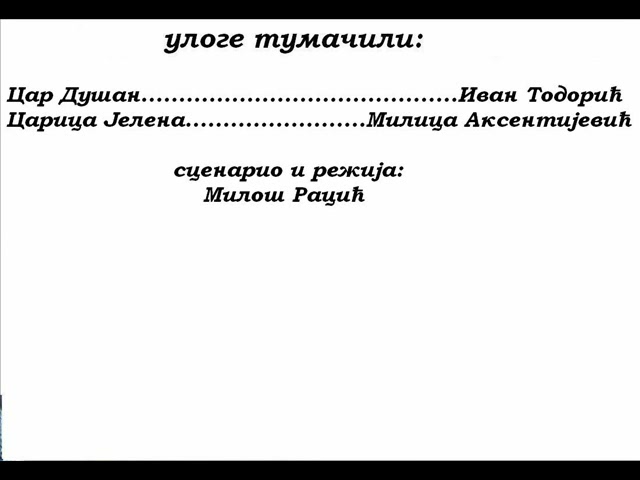 улоге тумачили:
Цар Душан..........................................Иван Тодорић
Царица Јелена........................Милица Аксентијевић
сценарио и режија:
Милош Рацић